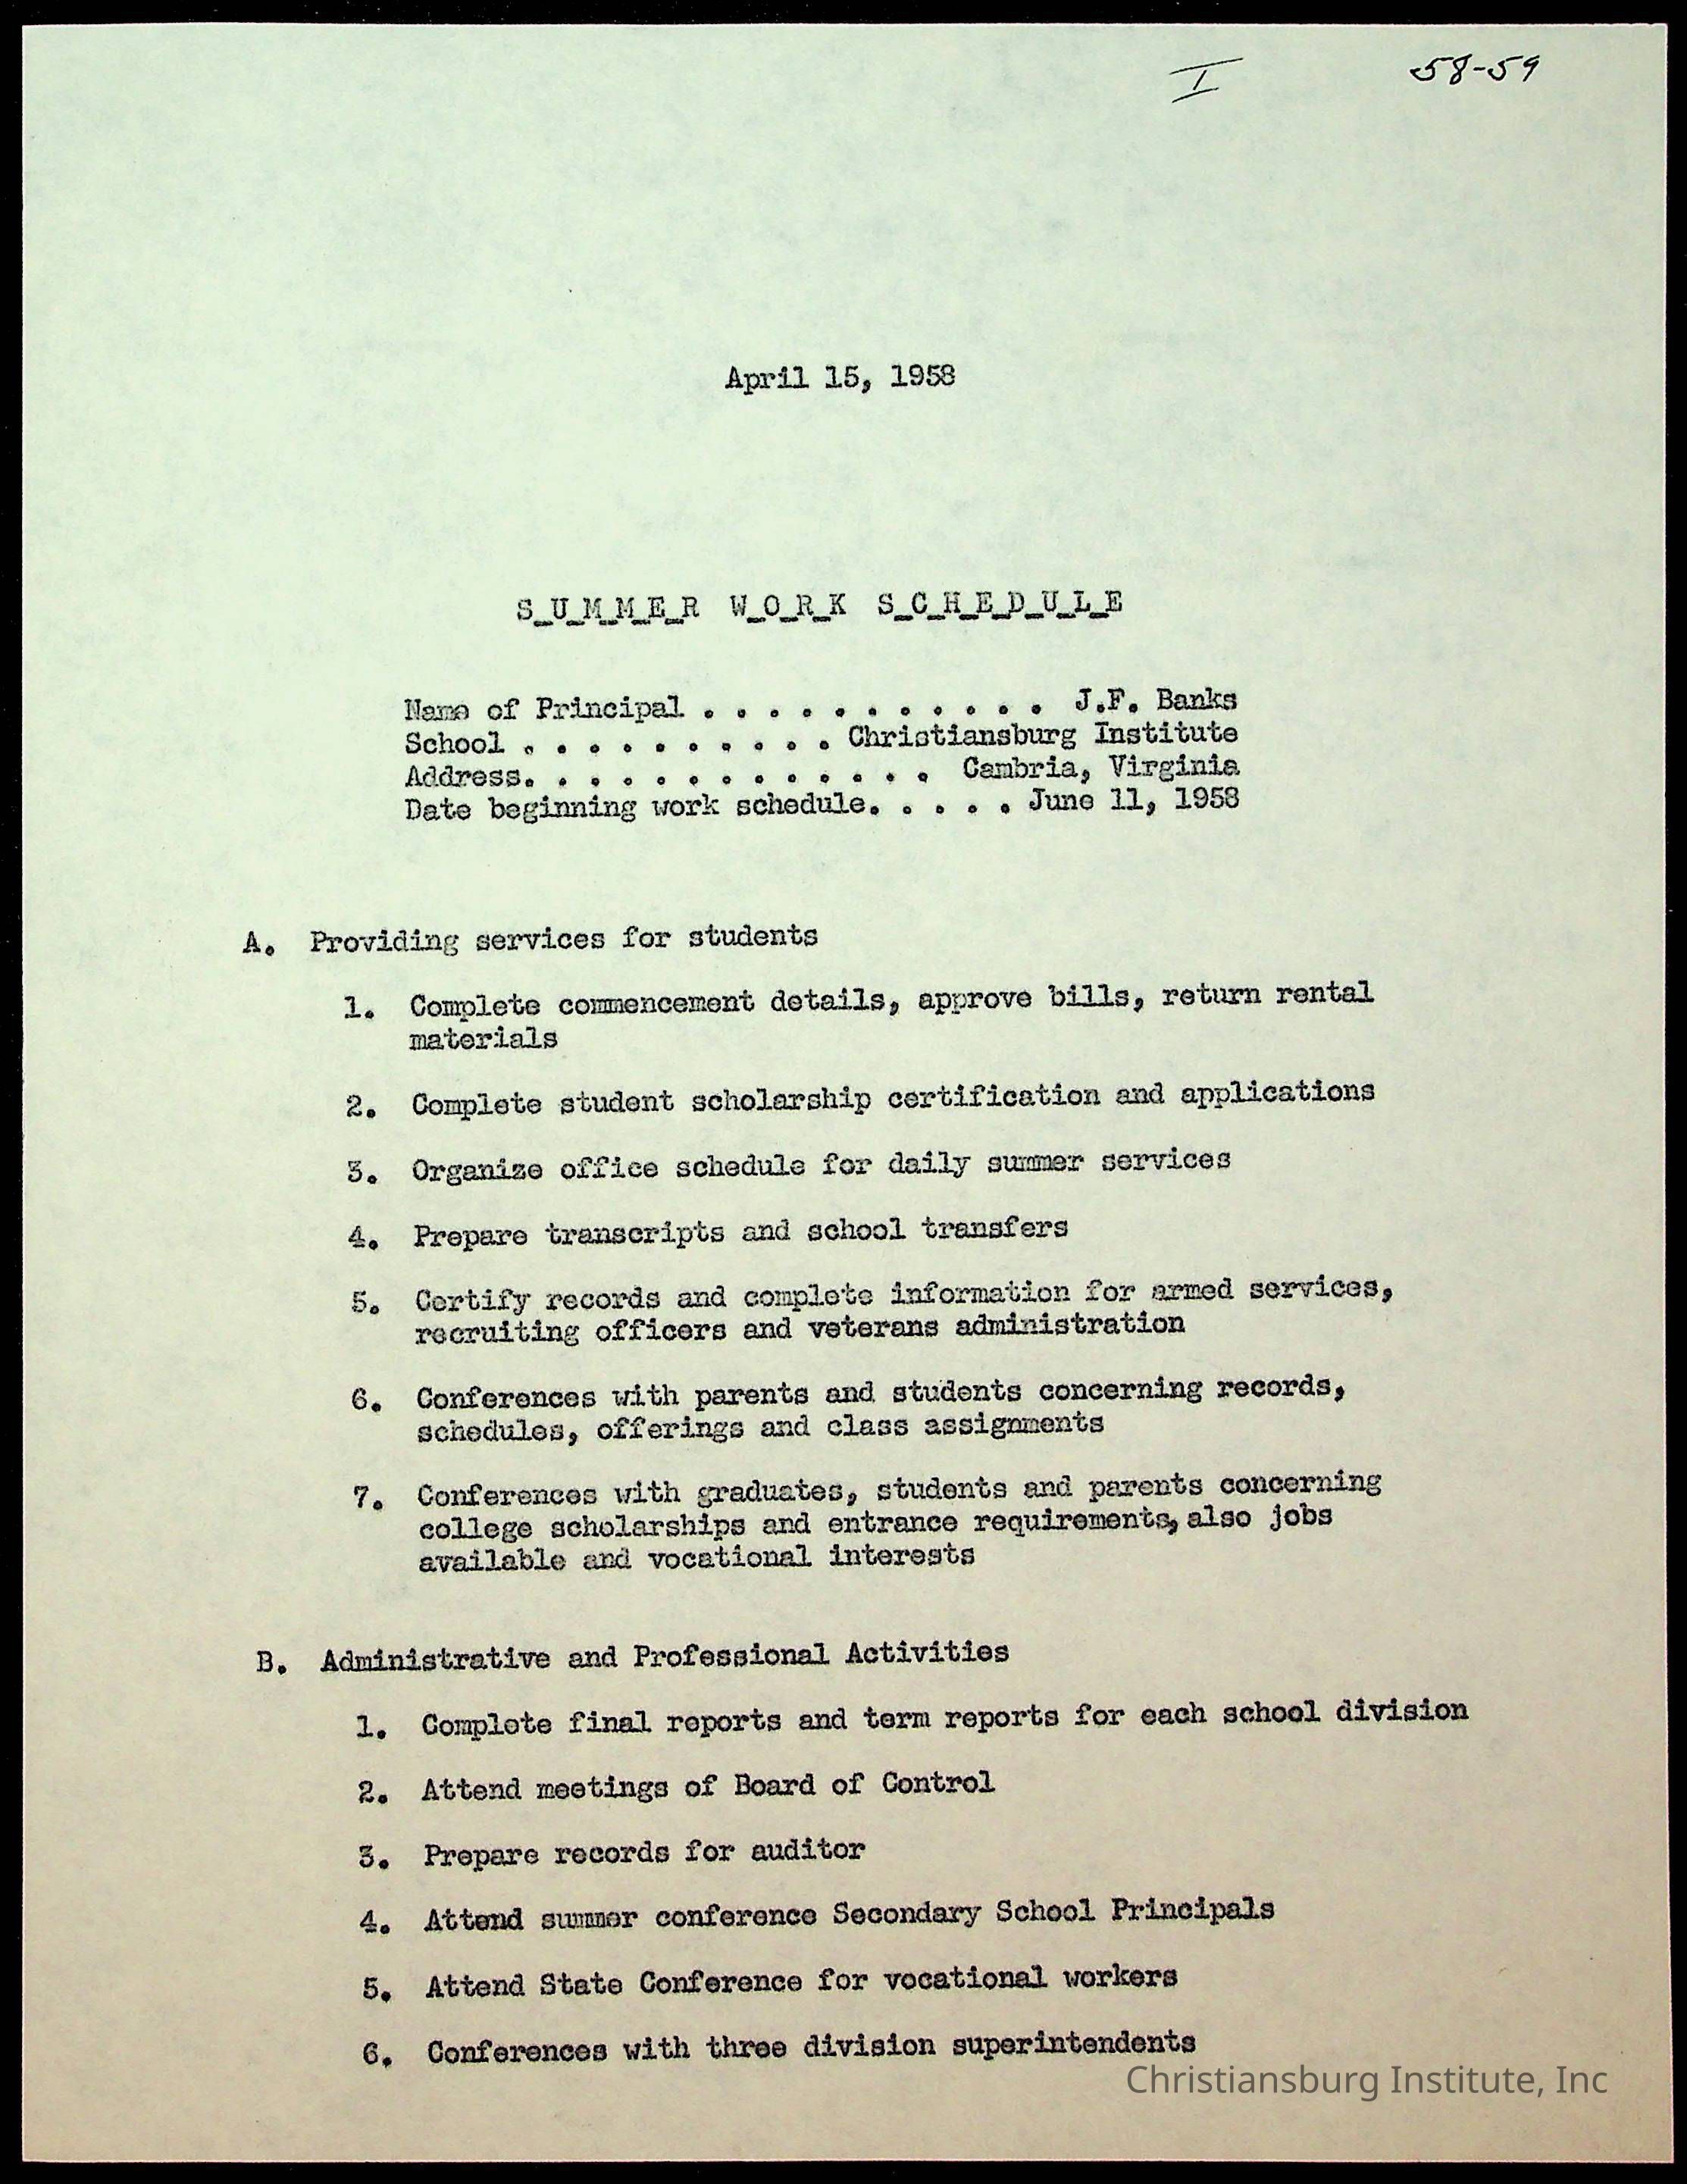 I 58-59
April 15, 1958
S_U_M_M_E_R W_O_R_K S_C_H_E_D_U_L_E
Name of Principal . . . . . . . . . . . J.F. Banks
School . . . . . . . . . . Christiansburg Institute
Address. . . . . . . . . . . . . Cambria, Virginia
Date beginning work schedule. . . . . June 11, 1958
A. Providing services for students
1. Complete commencement details, approve bills, return rental
materials
2. Complete student scholarship certification and applications
3. Organize office schedule for daily summer services
4. Prepare transcripts and school transfers
5. Certify records and complete information for armed services,
recruiting officers and veterans administration
6. Conferences with parents and students concerning records,
schedules, offerings and class assignments
7. Conferences with graduates, students and parents concerning
college scholarships and entrance requirements, also jobs
available and vocational interests
B. Administrative and Professional Activities
1. Complete final reports and term reports for each school division
2. Attend meetings of Board of Control
3. Prepare records for auditor
4. Attend summer conference Secondary School Principals
5. Attend State Conference for vocational workers
6. Conferences with three division superintendents
Christiansburg Institute, Inc